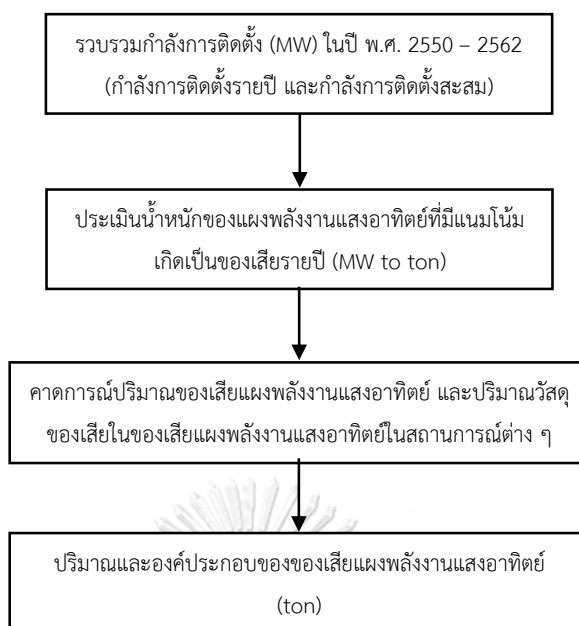 รวบรวมกำลังการติดตั้ง (MW) ในปี พ.ศ. 2550 – 2562
(กำลังการติดตั้งรายปี และกำลังการติดตั้งสะสม)
ประเมินน้ำหนักของแผงพลังงานแสงอาทิตย์ที่มีแนมโน้ม
เกิดเป็นของเสียรายปี (MW to ton)
คาดการณ์ปริมาณของเสียแผงพลังงานแสงอาทิตย์ และปริมาณวัสดุ
ของเสียในของเสียแผงพลังงานแสงอาทิตย์ในสถานการณ์ต่าง ๆ
ปริมาณและองค์ประกอบของของเสียแผงพลังงานแสงอาทิตย์
(ton)